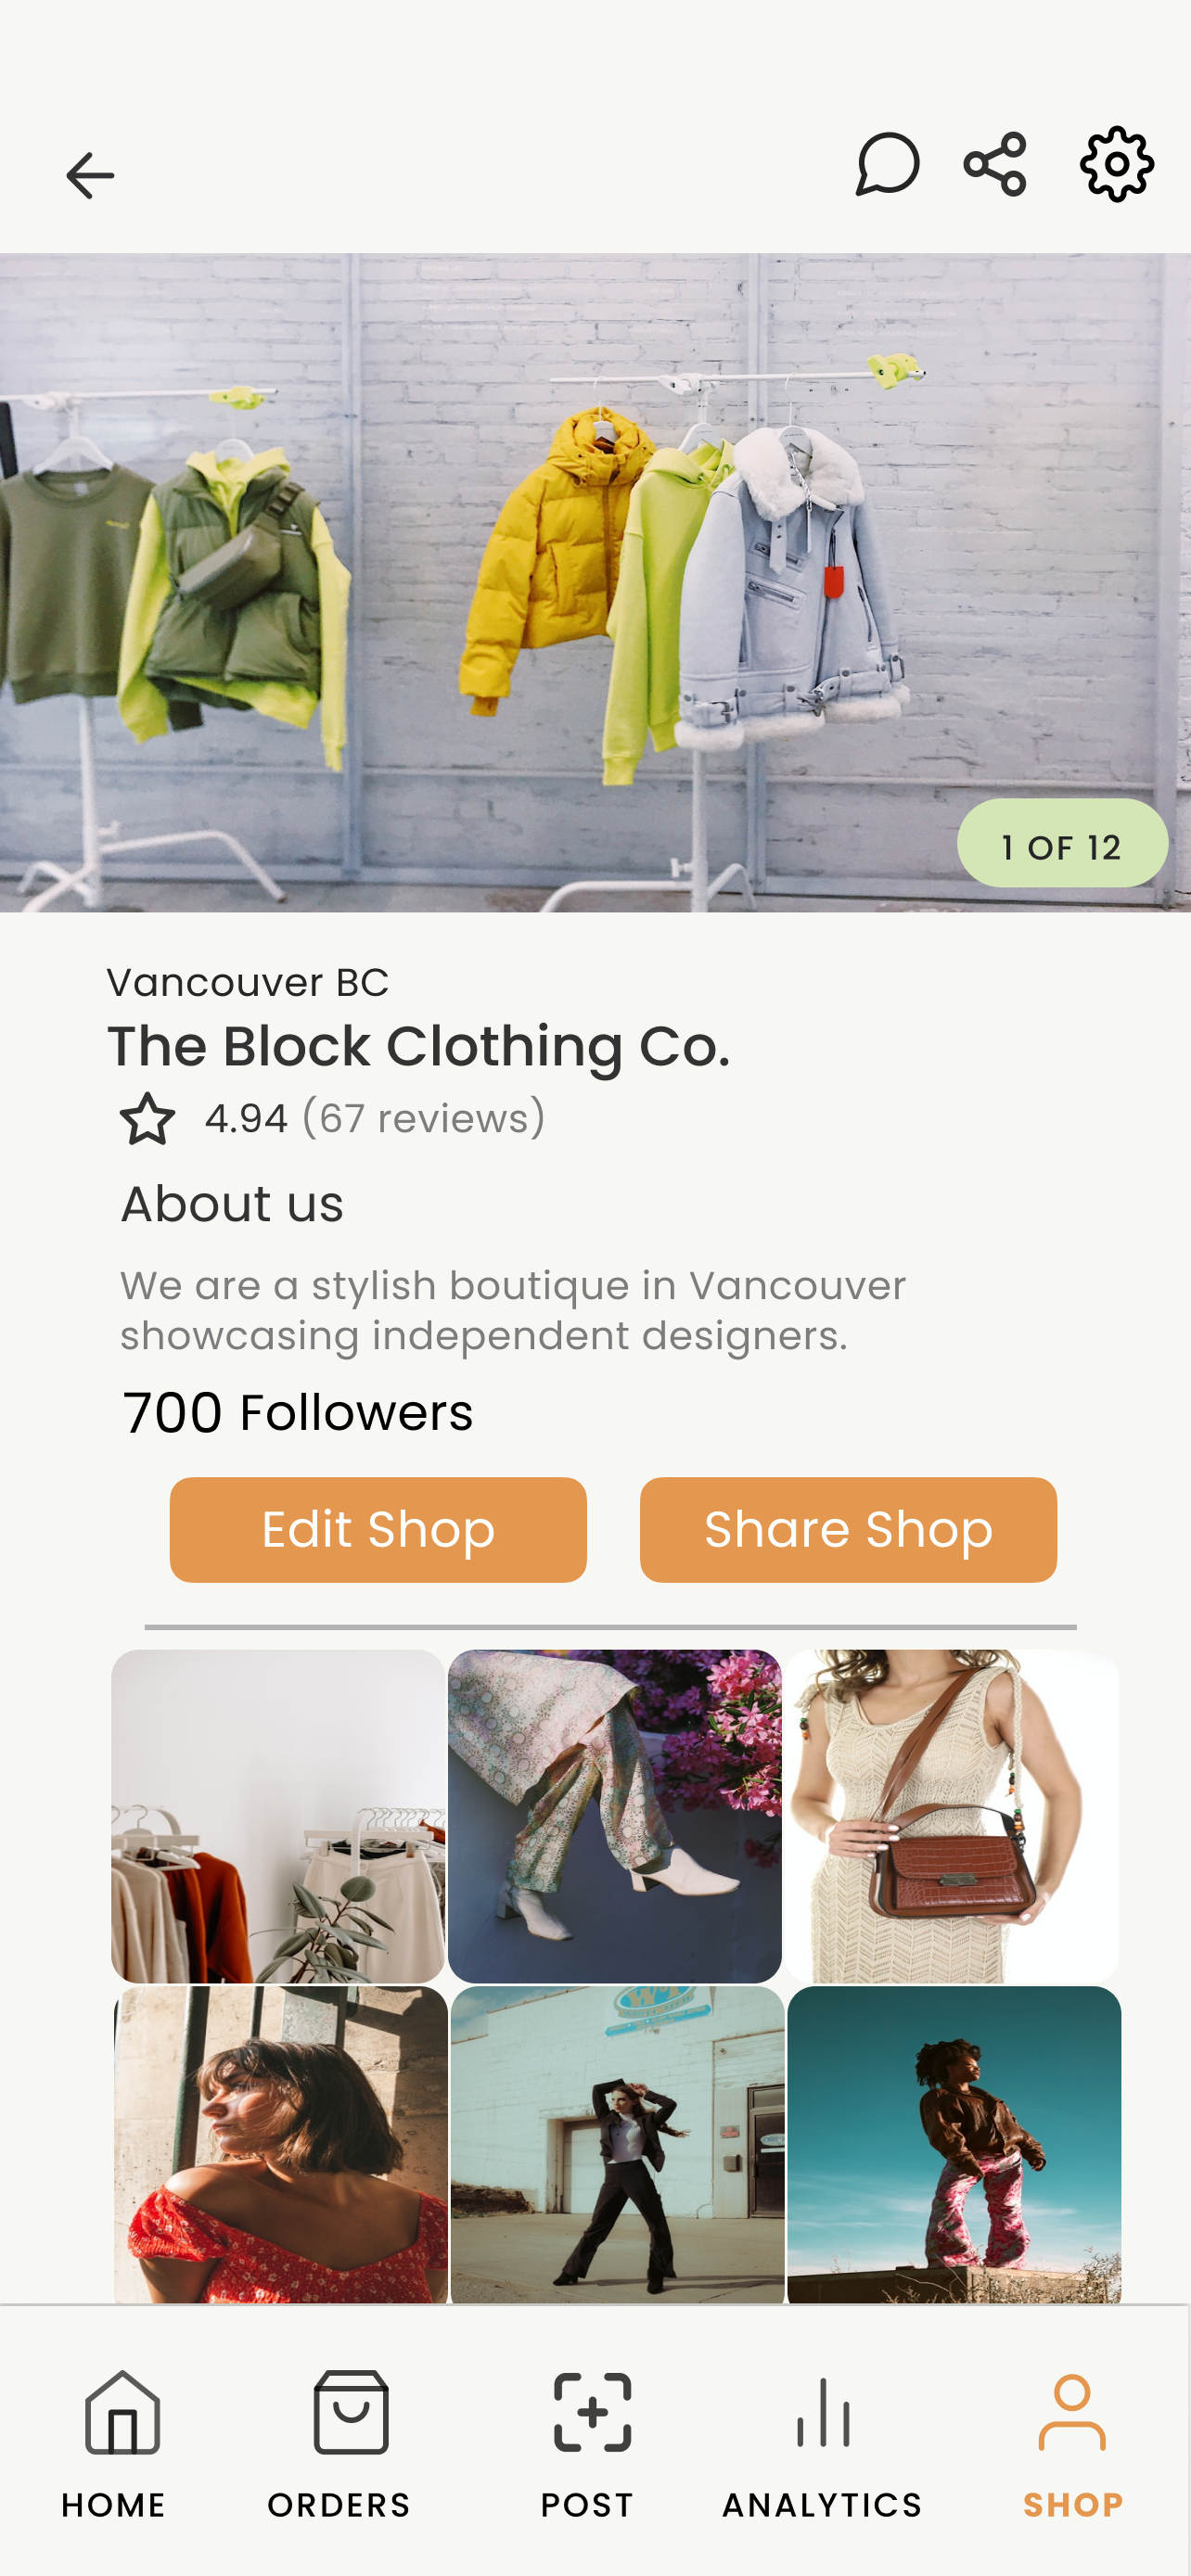 1 OF 12
Vancouver BC
The Block Clothing Co.
4.94 (67 reviews)
About us
We are a stylish boutique in Vancouver
showcasing independent designers.
700 Followers
Edit Shop
Share Shop
HOME
ORDERS
POST
ANALYTICS
SHOP